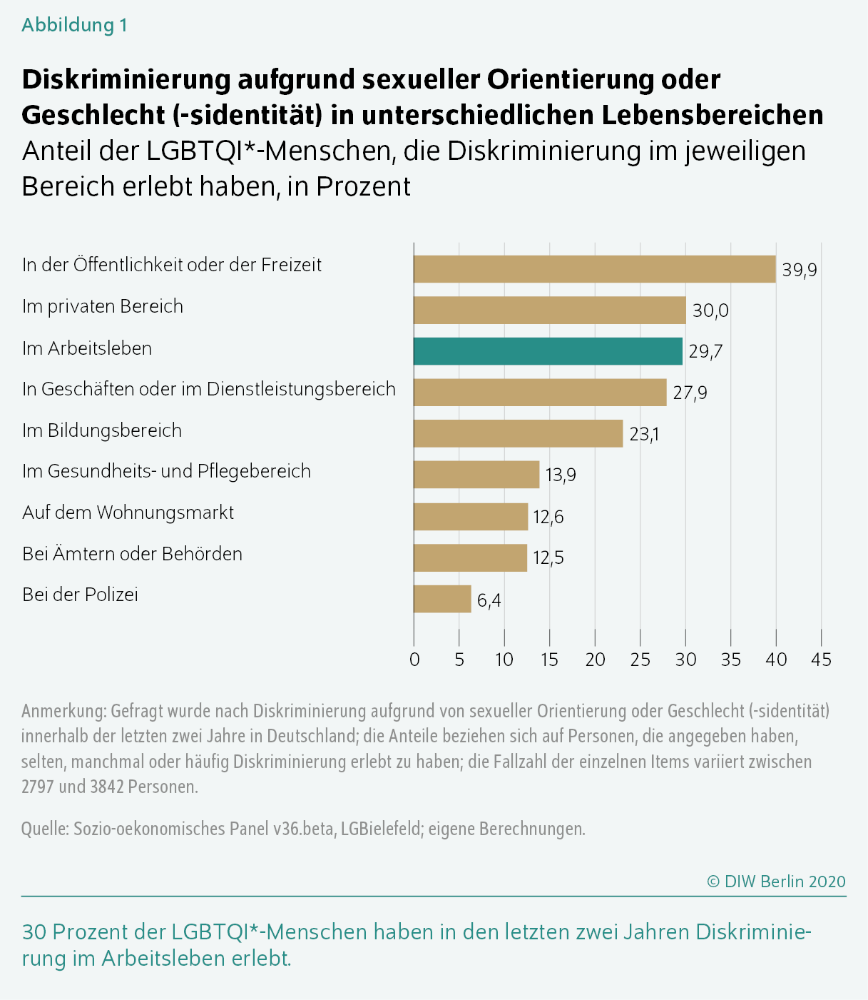 Abbildung 1
Diskriminierung aufgrund sexueller Orientierung oder
Geschlecht (-sidentität) in unterschiedlichen Lebensbereichen
Anteil der LGBTQI*-Menschen, die Diskriminierung im jeweiligen
Bereich erlebt haben, in Prozent
In der Öffentlichkeit oder der Freizeit 39,9
Im privaten Bereich 30,0
Im Arbeitsleben 29,7
In Geschäften oder im Dienstleistungsbereich 27,9
Im Bildungsbereich 23,1
Im Gesundheits- und Pflegebereich 13,9
Auf dem Wohnungsmarkt 12,6
Bei Ämtern oder Behörden 12,5
Bei der Polizei 6,4
0 5 10 15 20 25 30 35 40 45
Anmerkung: Gefragt wurde nach Diskriminierung aufgrund von sexueller Orientierung oder Geschlecht (-sidentität)
innerhalb der letzten zwei Jahre in Deutschland; die Anteile beziehen sich auf Personen, die angegeben haben,
selten, manchmal oder häufig Diskriminierung erlebt zu haben; die Fallzahl der einzelnen Items variiert zwischen
2797 und 3842 Personen.
Quelle: Sozio-oekonomisches Panel v36.beta, LGBielefeld; eigene Berechnungen.
© DIW Berlin 2020
30 Prozent der LGBTQI*-Menschen haben in den letzten zwei Jahren Diskriminie-
rung im Arbeitsleben erlebt.